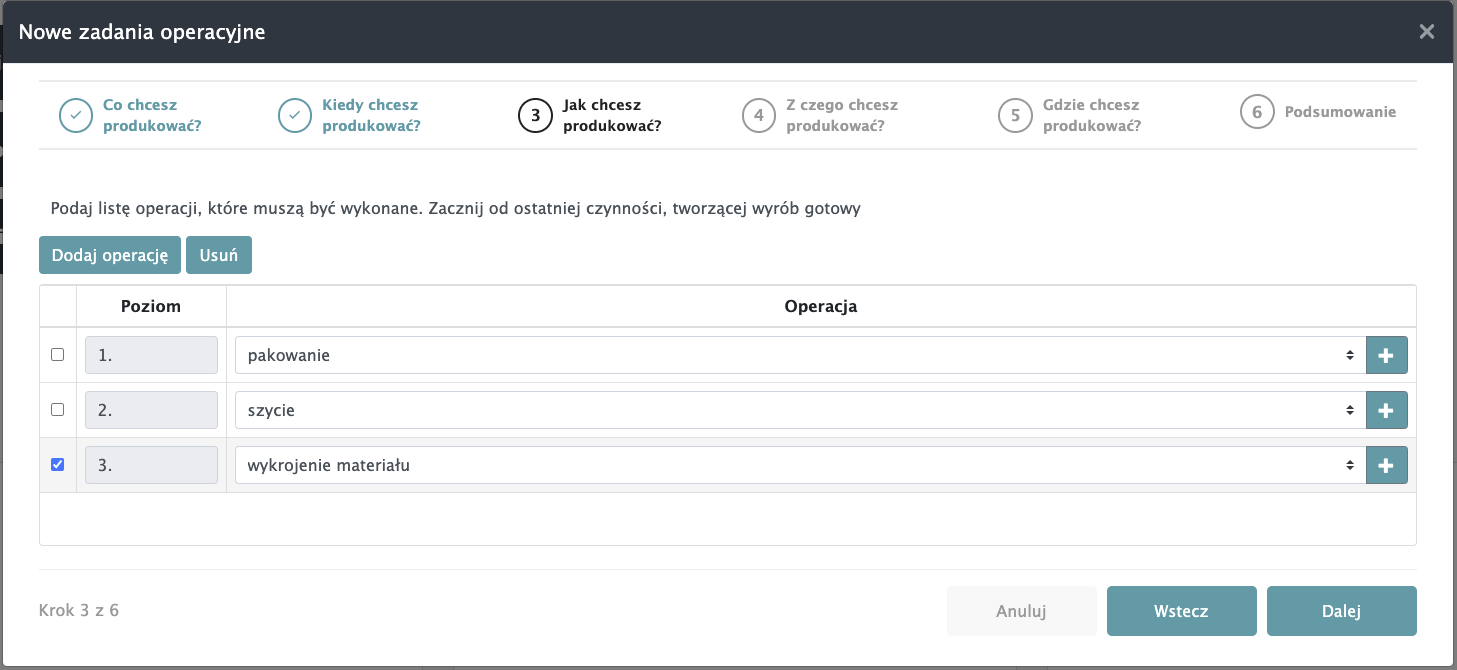 Nowe zadania operacyjne
Co chcesz
produkować?
Kiedy chcesz
produkować?
3
Jak chcesz
produkować?
4
Z czego chcesz
produkować?
5
Gdzie chcesz
produkować?
6
Podsumowanie
Podaj listę operacji, które muszą być wykonane. Zacznij od ostatniej czynności, tworzącej wyrób gotowy
Dodaj operację
Usuń
Poziom
Operacja
1.
pakowanie
2.
szycie
3.
wykrojenie materiału
Krok 3 z 6
Anuluj
Wstecz
Dalej